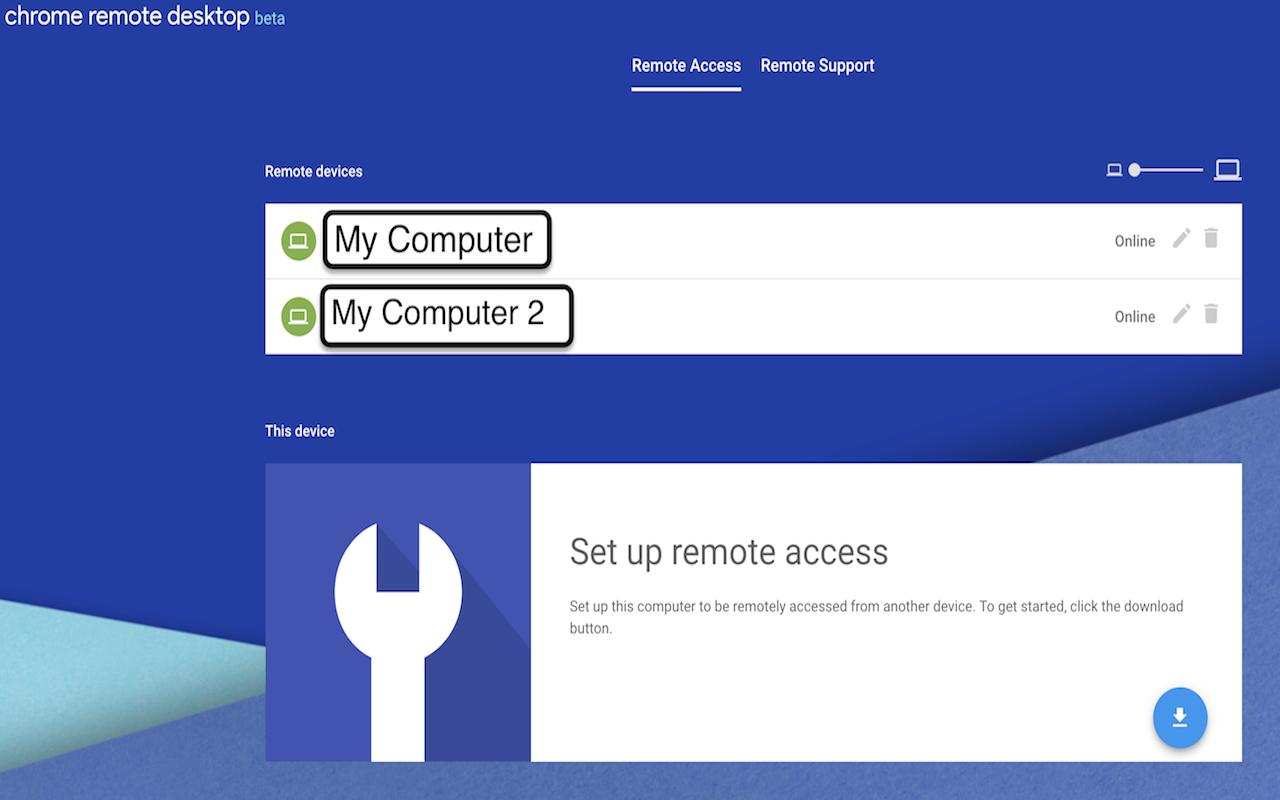 chrome remote desktop beta
Remote Access Remote Support
Remote devices
My Computer Online
My Computer 2 Online
This device
Set up remote access
Set up this computer to be remotely accessed from another device. To get started, click the download
button.